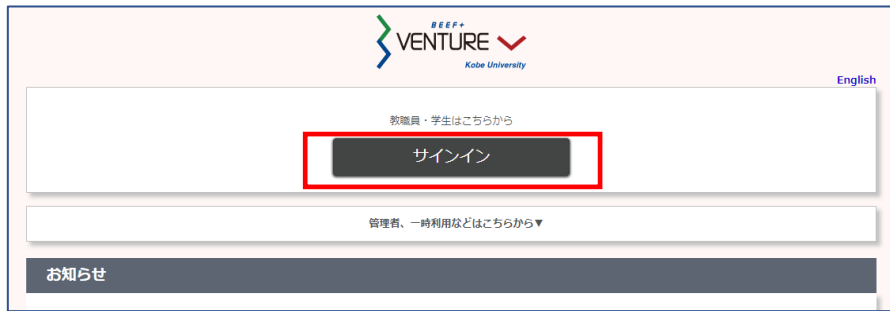 BEEF+
VENTURE
Kobe University
English
教職員・学生はこちらから
サインイン
管理者、一時利用などはこちらから▼
お知らせ